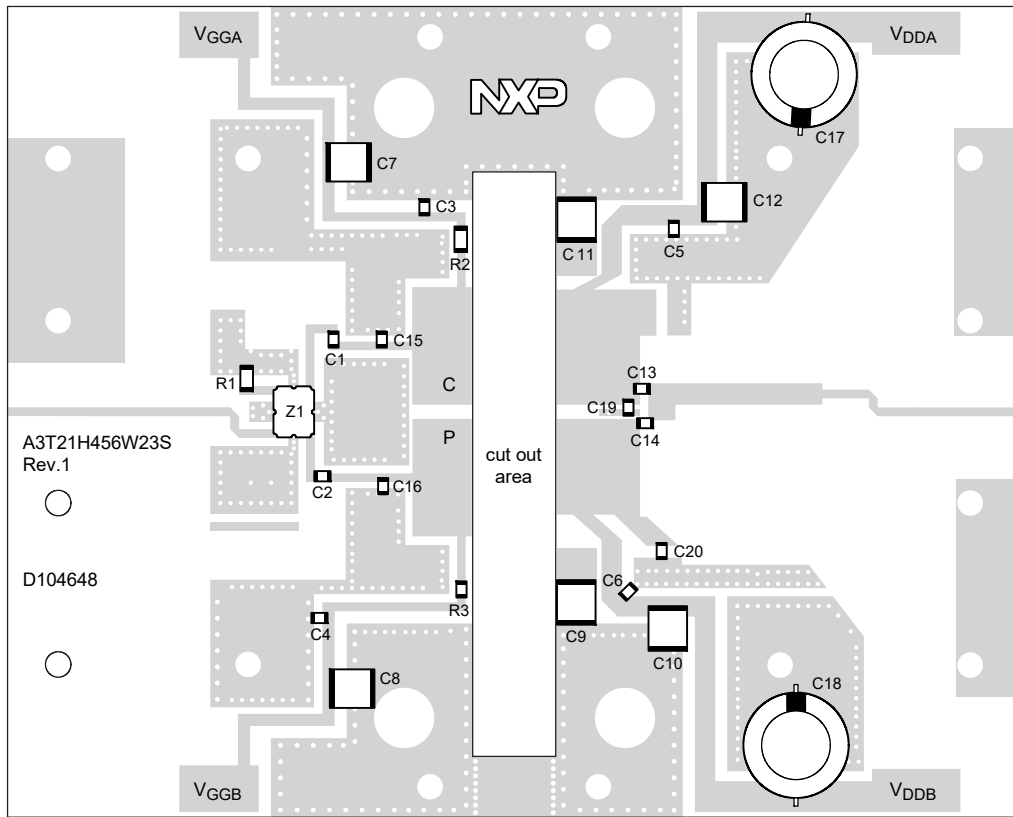 VGGA
VDDA
NXP
C17
C7
C3
C12
R2
C11
C5
C1
C15
R1
C
C13
Z1
C19
P
C14
A3T21H456W23S
Rev.1
cut out
area
C2
C16
C20
D104648
C6
R3
C4
C9
C10
C8
C18
VGGB
VDDB